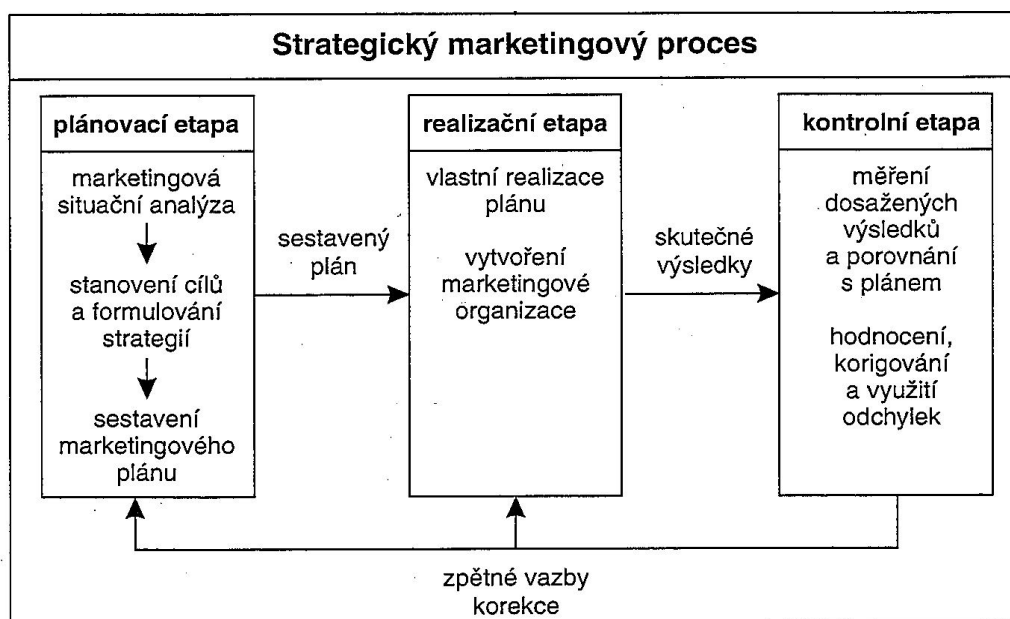 Strategický marketingový proces
plánovací etapa
marketingová
situační analýza
stanovení cílů
a formulování
strategií
sestavení
marketingového
plánu
sestavený
plán
realizační etapa
vlastní realizace
plánu
vytvoření
marketingové
organizace
skutečné
výsledky
kontrolní etapa
měření
dosažených
výsledků
a porovnání
s plánem
hodnocení,
korigování
a využití
odchylek
zpětné vazby
korekce